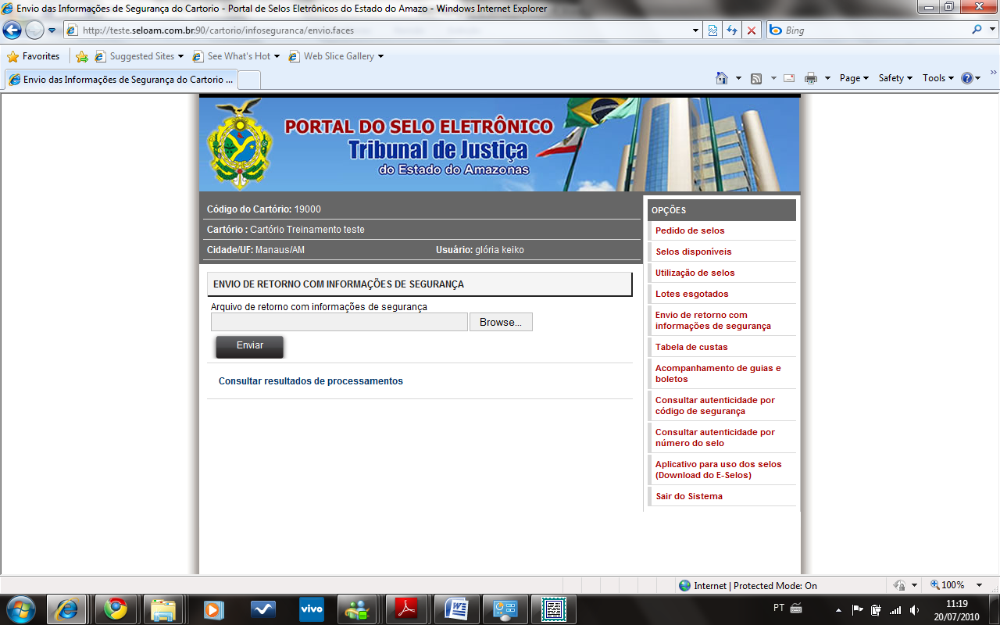 Envio das Informações de Segurança do Cartorio - Portal de Selos Eletrônicos do Estado do Amazo - Windows Internet Explorer
http://teste.seloam.com.br:90/cartorio/infoseguranca/envio.faces
Bing
Favorites
Suggested Sites
See What's Hot
Web Slice Gallery
Envio das Informações de Segurança do Cartorio ...
Page
Safety
Tools
PORTAL DO SELO ELETRÔNICO
Tribunal de Justiça
do Estado do Amazonas
Código do Cartório: 19000
Cartório : Cartório Treinamento teste
Cidade/UF: Manaus/AM Usuário: glória keiko
ENVIO DE RETORNO COM INFORMAÇÕES DE SEGURANÇA
Arquivo de retorno com informações de segurança
Browse...
Enviar
Consultar resultados de processamentos
OPÇÕES
Pedido de selos
Selos disponíveis
Utilização de selos
Lotes esgotados
Envio de retorno com
informações de segurança
Tabela de custas
Acompanhamento de guias e
boletos
Consultar autenticidade por
código de segurança
Consultar autenticidade por
número do selo
Aplicativo para uso dos selos
(Download do E-Selos)
Sair do Sistema
Internet | Protected Mode: On
100%
vivo
PT
11:19
20/07/2010